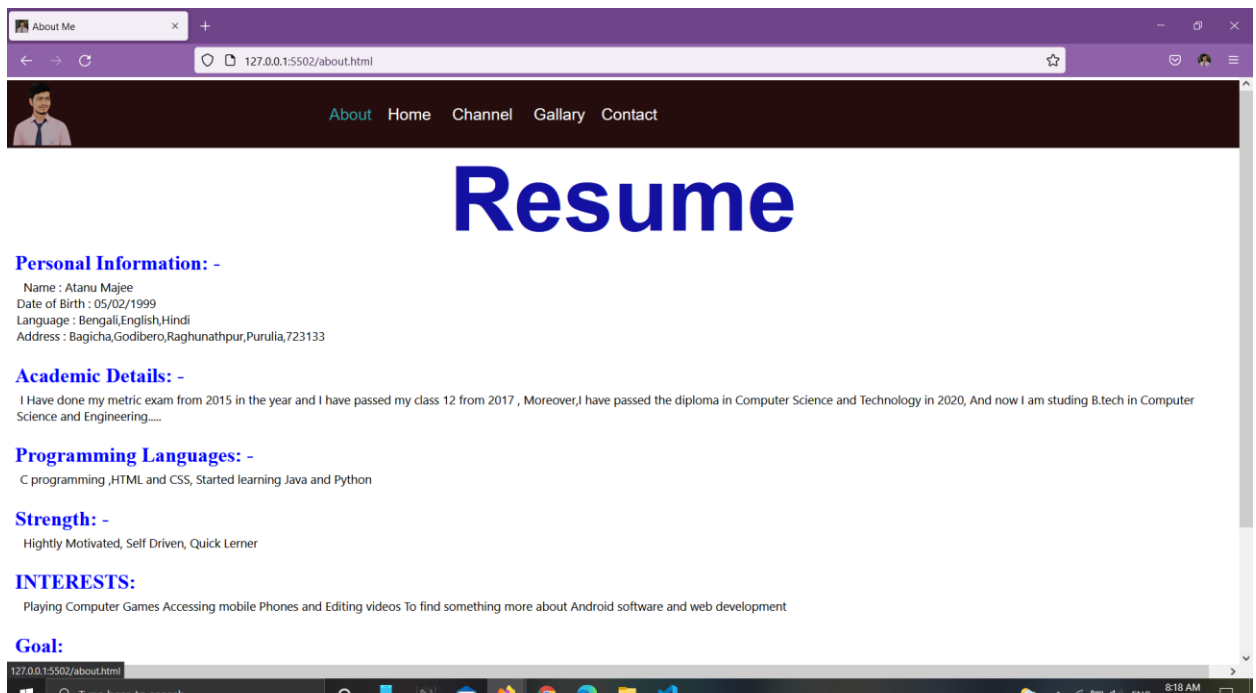 About Me
127.0.0.1:5502/about.html
About Home Channel Gallary Contact
Resume
Personal Information: -
Name : Atanu Majee
Date of Birth : 05/02/1999
Language : Bengali,English,Hindi
Address : Bagicha,Godibero,Raghunathpur,Purulia,723133
Academic Details: -
I Have done my metric exam from 2015 in the year and I have passed my class 12 from 2017 , Moreover,I have passed the diploma in Computer Science and Technology in 2020, And now I am studing B.tech in Computer
Science and Engineering.....
Programming Languages: -
C programming ,HTML and CSS, Started learning Java and Python
Strength: -
Hightly Motivated, Self Driven, Quick Lerner
INTERESTS:
Playing Computer Games Accessing mobile Phones and Editing videos To find something more about Android software and web development
Goal:
127.0.0.1:5502/about.html
Type here to search
8:18 AM